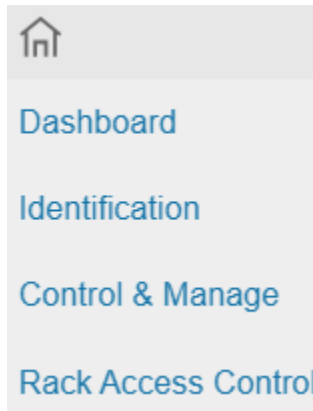 Dashboard
Identification
Control & Manage
Rack Access Control